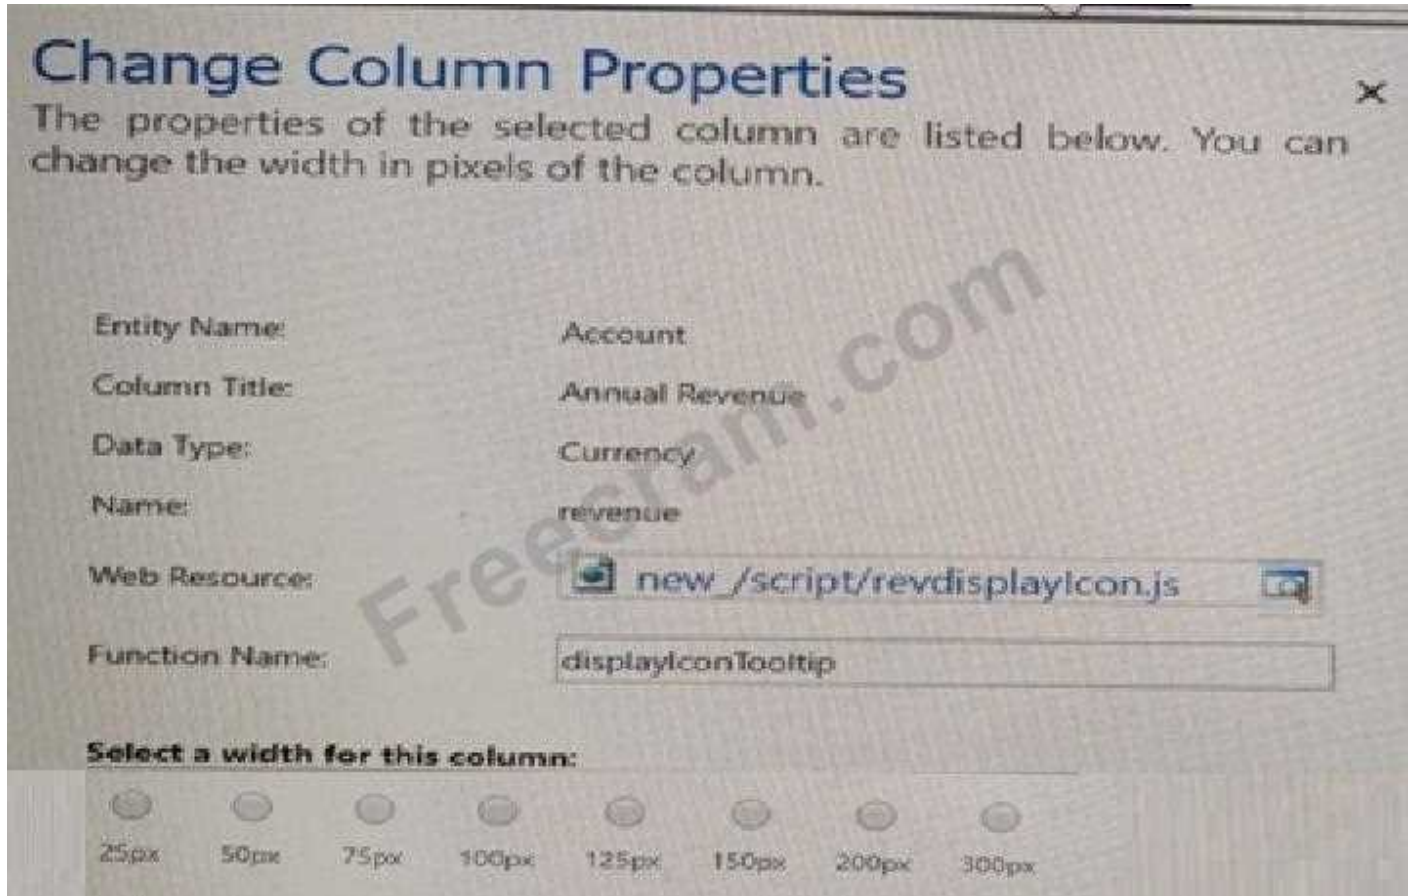 Change Column Properties
The properties of the selected column are listed below. You can
change the width in pixels of the column.
Entity Name: Account
Column Title: Annual Revenue
Data Type: Currency
Name: revenue
Web Resource: new_/script/revdisplayIcon.js
Function Name: displayIconTooltip
Select a width for this column:
25px 50px 75px 100px 125px 150px 200px 300px
Freecram.com